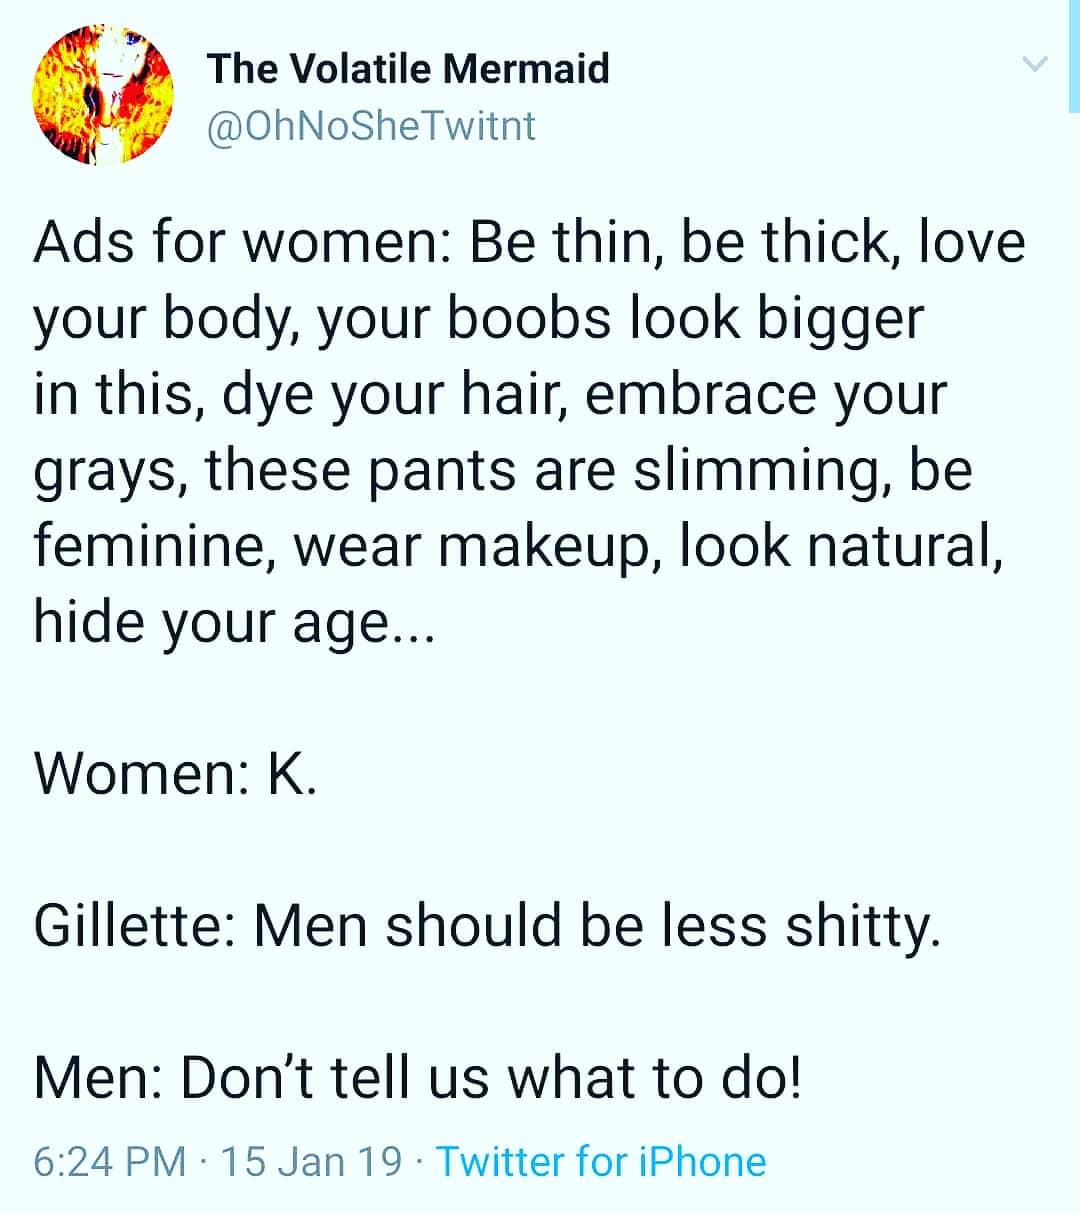 The Volatile Mermaid
@OhNoSheTwitnt
Ads for women: Be thin, be thick, love
your body, your boobs look bigger
in this, dye your hair, embrace your
grays, these pants are slimming, be
feminine, wear makeup, look natural,
hide your age...
Women: K.
Gillette: Men should be less shitty.
Men: Don’t tell us what to do!
6:24 PM · 15 Jan 19 · Twitter for iPhone